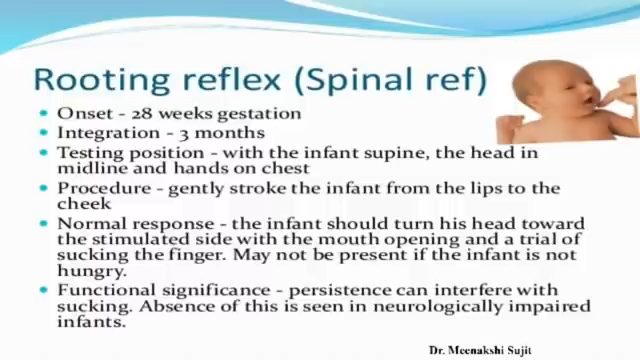 Rooting reflex (Spinal ref)
Onset - 28 weeks gestation
Integration - 3 months
Testing position - with the infant supine, the head in
midline and hands on chest
Procedure - gently stroke the infant from the lips to the
cheek
Normal response - the infant should turn his head toward
the stimulated side with the mouth opening and a trial of
sucking the finger. May not be present if the infant is not
hungry.
Functional significance - persistence can interfere with
sucking. Absence of this is seen in neurologically impaired
infants.
Dr. Meenakshi Sujit